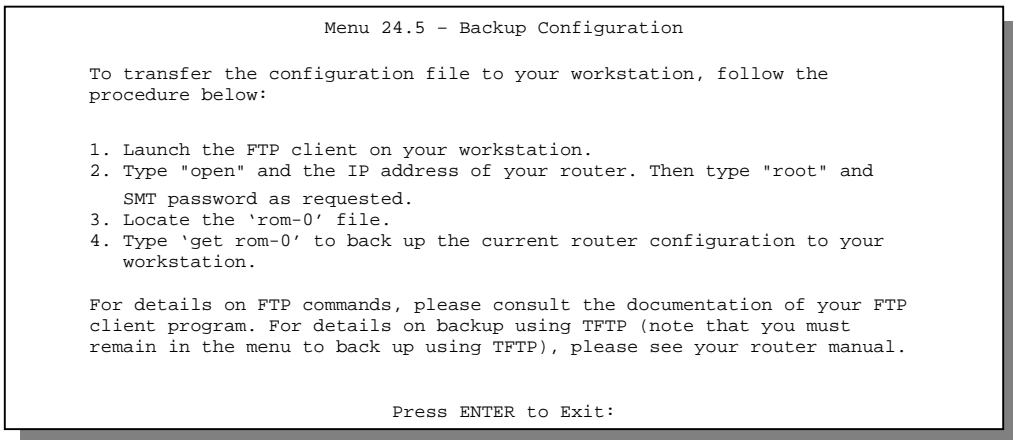 Menu 24.5 – Backup Configuration
To transfer the configuration file to your workstation, follow the
procedure below:
1. Launch the FTP client on your workstation.
2. Type "open" and the IP address of your router. Then type "root" and
SMT password as requested.
3. Locate the ‘rom-0’ file.
4. Type ‘get rom-0’ to back up the current router configuration to your
workstation.
For details on FTP commands, please consult the documentation of your FTP
client program. For details on backup using TFTP (note that you must
remain in the menu to back up using TFTP), please see your router manual.
Press ENTER to Exit: